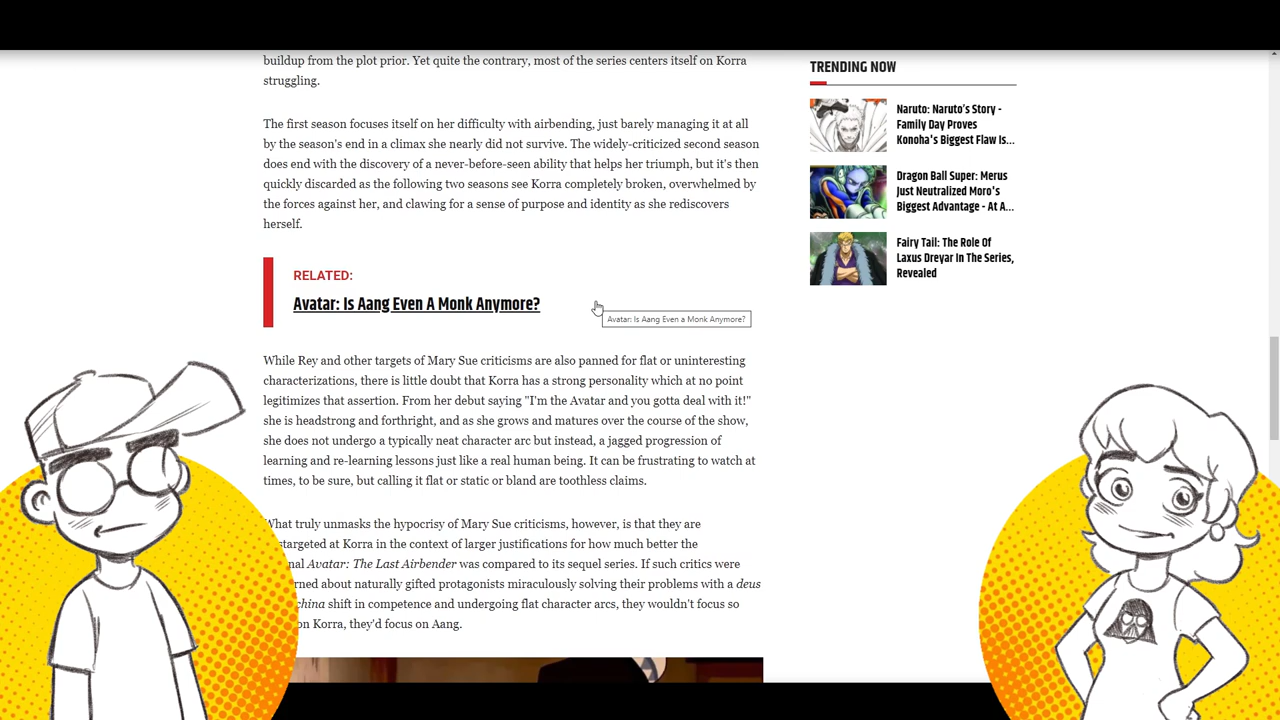 buildup from the plot prior. Yet quite the contrary, most of the series centers itself on Korra
struggling.
The first season focuses itself on her difficulty with airbending, just barely managing it at all
by the season's end in a climax she nearly did not survive. The widely-criticized second season
does end with the discovery of a never-before-seen ability that helps her triumph, but it's then
quickly discarded as the following two seasons see Korra completely broken, overwhelmed by
the forces against her, and clawing for a sense of purpose and identity as she rediscovers
herself.
RELATED:
Avatar: Is Aang Even A Monk Anymore?
Avatar: Is Aang Even a Monk Anymore?
While Rey and other targets of Mary Sue criticisms are also panned for flat or uninteresting
characterizations, there is little doubt that Korra has a strong personality which at no point
legitimizes that assertion. From her debut saying "I'm the Avatar and you gotta deal with it!"
she is headstrong and forthright, and as she grows and matures over the course of the show,
she does not undergo a typically neat character arc but instead, a jagged progression of
learning and re-learning lessons just like a real human being. It can be frustrating to watch at
times, to be sure, but calling it flat or static or bland are toothless claims.
What truly unmasks the hypocrisy of Mary Sue criticisms, however, is that they are
targeted at Korra in the context of larger justifications for how much better the
nal Avatar: The Last Airbender was compared to its sequel series. If such critics were
rned about naturally gifted protagonists miraculously solving their problems with a deus
china shift in competence and undergoing flat character arcs, they wouldn't focus so
on Korra, they'd focus on Aang.
TRENDING NOW
Naruto: Naruto's Story -
Family Day Proves
Konoha's Biggest Flaw Is...
Dragon Ball Super: Merus
Just Neutralized Moro's
Biggest Advantage - At A...
Fairy Tail: The Role Of
Laxus Dreyar In The Series,
Revealed